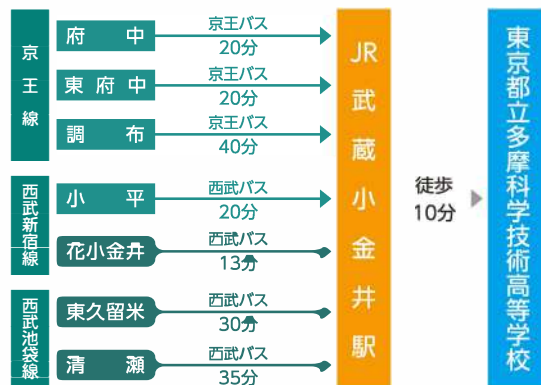 京王線
府中
京王バス
20分
東府中
京王バス
20分
調布
京王バス
40分
西武新宿線
小平
西武バス
20分
花小金井
西武バス
13分
西武池袋線
東久留米
西武バス
30分
清瀬
西武バス
35分
JR武蔵小金井駅
徒歩
10分
東京都立多摩科学技術高等学校